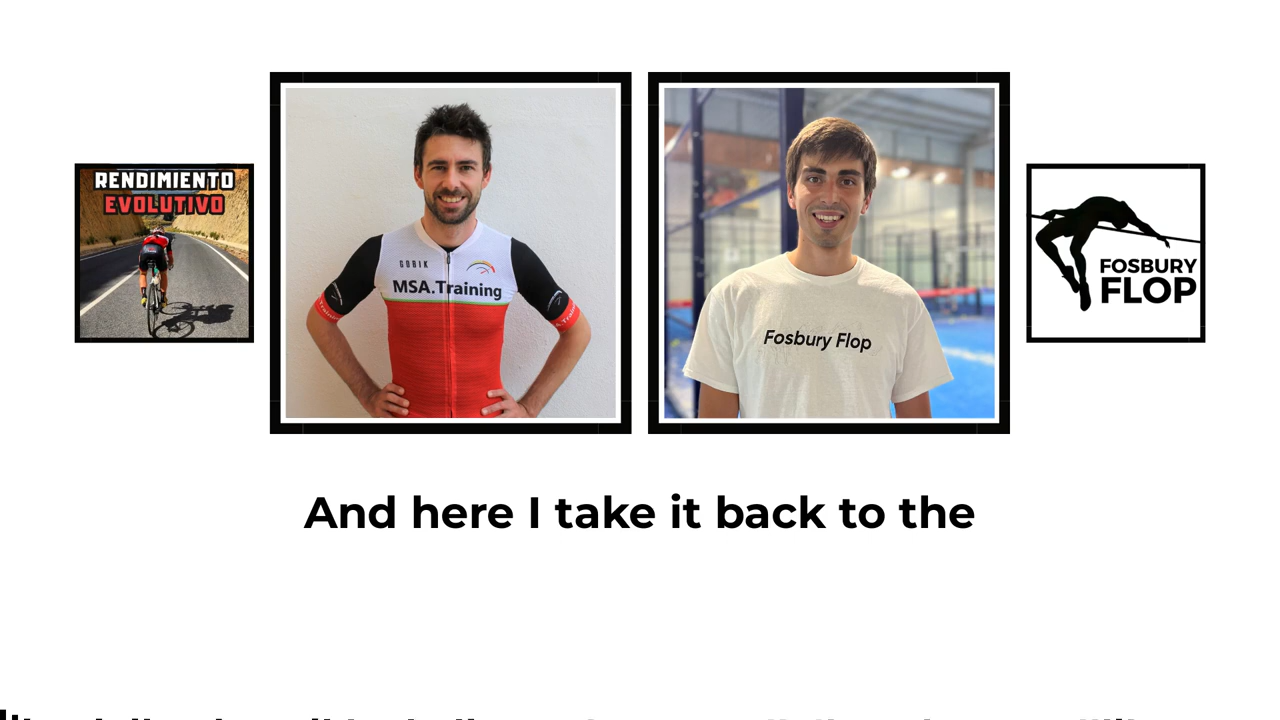 RENDIMIENTO
EVOLUTIVO
GOBIK
MSA.Training
Fosbury Flop
FOSBURY
FLOP
And here I take it back to the